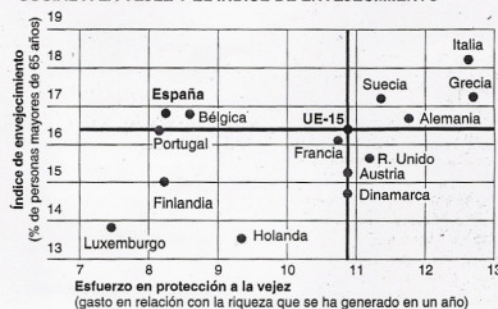 19
18
17
16
15
14
13
Índice de envejecimiento
(% de personas mayores de 65 años)
Italia
Suecia
Grecia
España
Bélgica
UE-15
Alemania
Portugal
Francia
R. Unido
Austria
Finlandia
Dinamarca
Luxemburgo
Holanda
7 8 9 10 11 12 13
Esfuerzo en protección a la vejez
(gasto en relación con la riqueza que se ha generado en un año)